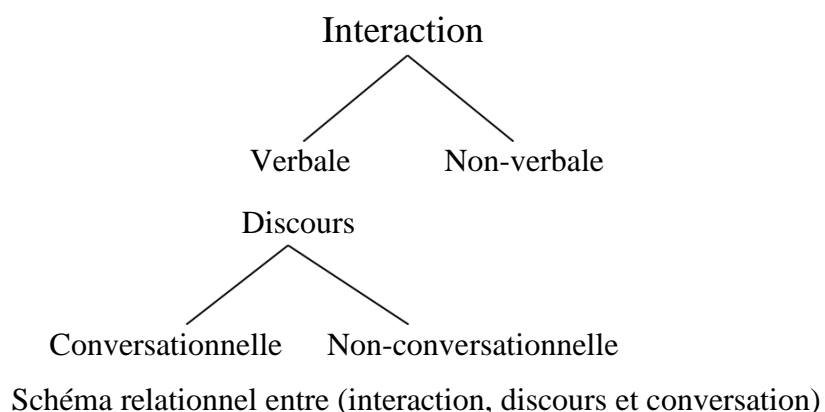 Interaction
Verbale Non-verbale
Discours
Conversationnelle Non-conversationnelle
Schéma relationnel entre (interaction, discours et conversation)